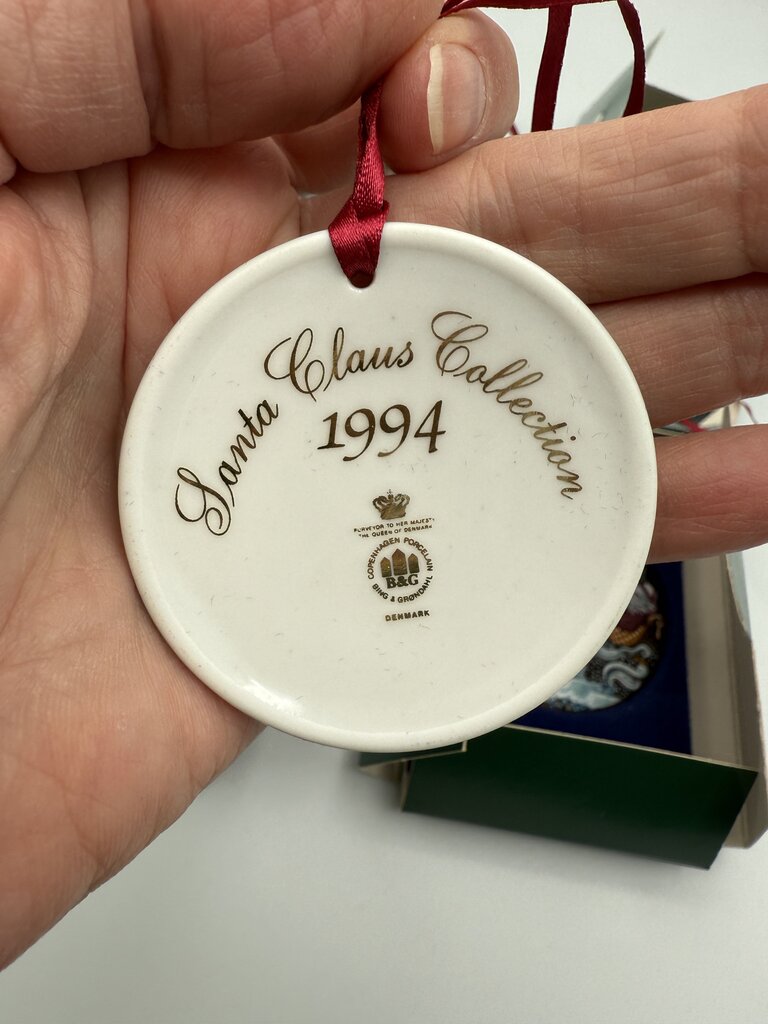 Santa Claus Collection
1994
PURVEYOR TO HER MAJESTY
THE QUEEN OF DENMARK
COPENHAGEN PORCELAIN
B&G
BING & GRØNDAHL
DENMARK